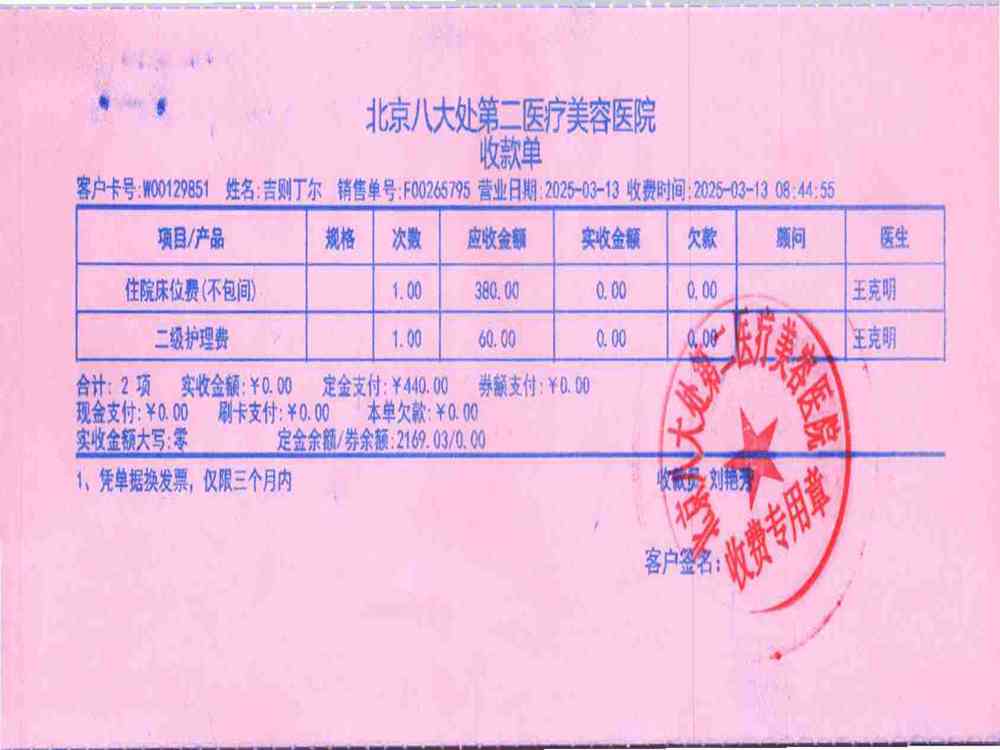 北京八大处第二医疗美容医院
收款单
客户卡号:W00129851 姓名:吉则丁尔 销售单号:F00265795 营业日期:2025-03-13 收费时间:2025-03-13 08:44:55
项目/产品 规格 次数 应收金额 实收金额 欠款 顾问 医生
住院床位费(不包间) 1.00 380.00 0.00 0.00 王克明
二级护理费 1.00 60.00 0.00 0.00 王克明
合计: 2 项 实收金额:￥0.00 定金支付:￥440.00 券额支付:￥0.00
现金支付:￥0.00 刷卡支付:￥0.00 本单欠款:￥0.00
实收金额大写:零 定金余额/券余额:2169.03/0.00
1、凭单据换发票, 仅限三个月内 收款员 刘艳
客户签名:
北京八大处第二医疗美容医院
收费专用章